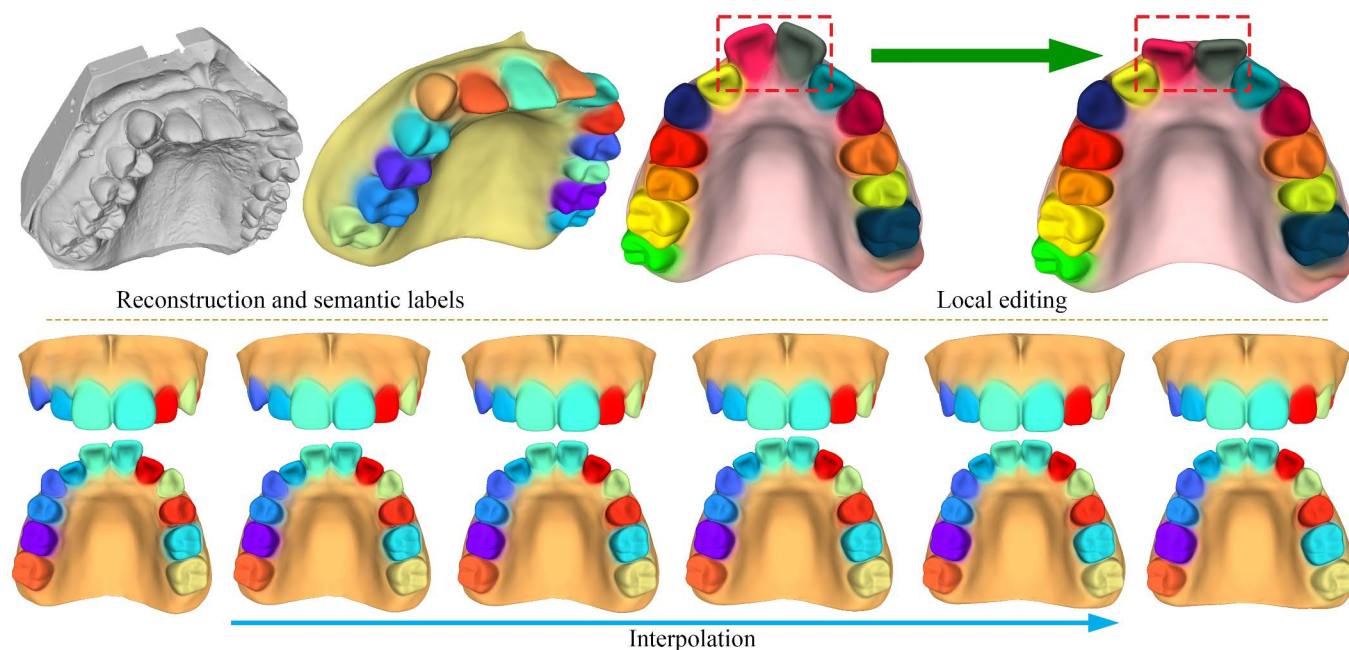 Reconstruction and semantic labels
Local editing
Interpolation